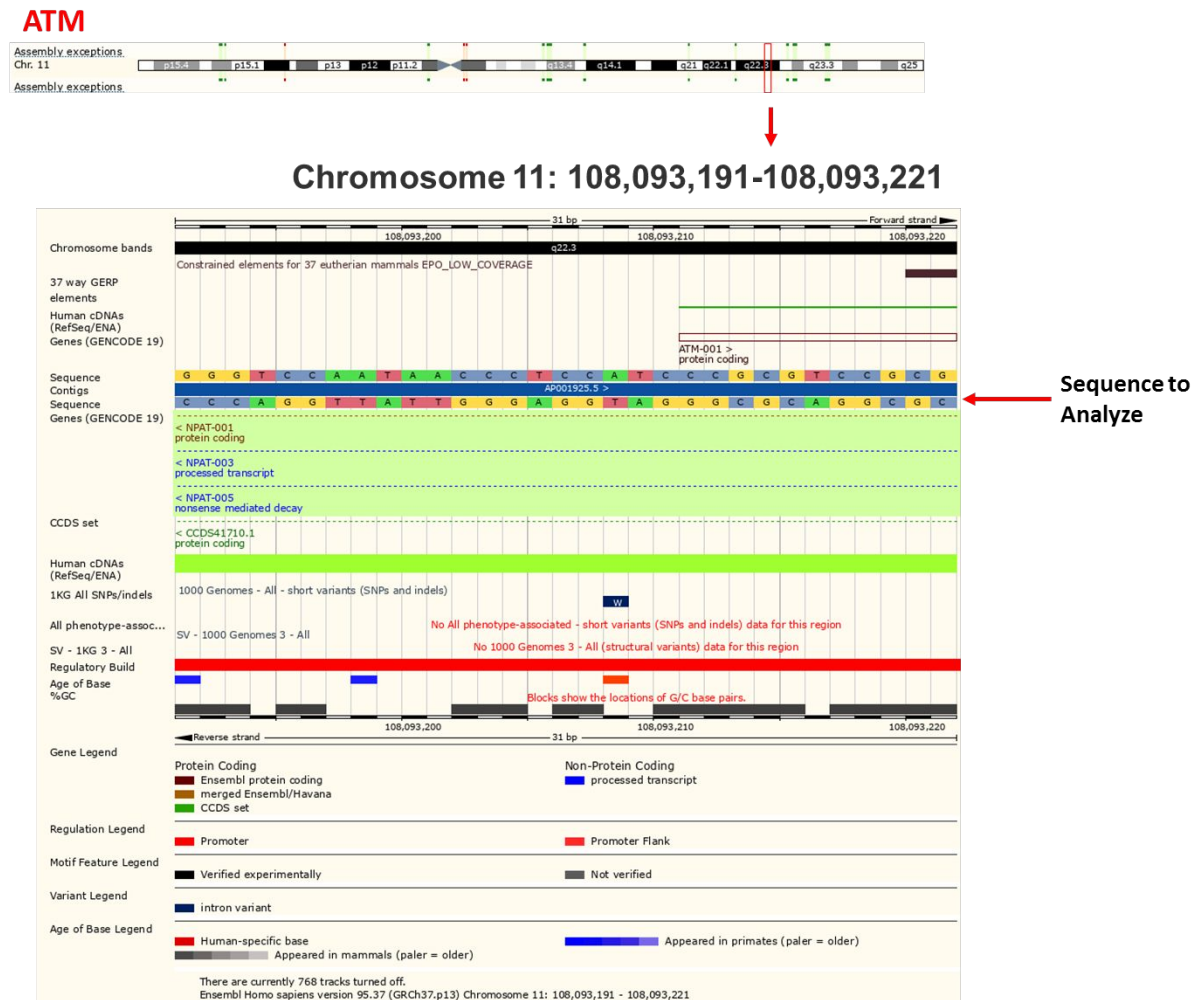 ATM
Assembly exceptions
Chr. 11 p15.4 p15.1 p13 p12 p11.2 q13.4 q14.1 q21 q22.1 q22.3 q23.3 q25
Assembly exceptions
Chromosome 11: 108,093,191-108,093,221
31 bp Forward strand
108,093,200 108,093,210 108,093,220
Chromosome bands q22.3
Constrained elements for 37 eutherian mammals EPO_LOW_COVERAGE
37 way GERP
elements
Human cDNAs
(RefSeq/ENA)
Genes (GENCODE 19)
ATM-001 >
protein coding
Sequence G G G T C C A A T A A C C C T C C A T C C C G C G T C C G C G
Contigs AP001925.5 >
Sequence C C C A G G T T A T T G G G A G G T A G G G C G C A G G C G C
Sequence to
Analyze
Genes (GENCODE 19)
< NPAT-001
protein coding
< NPAT-003
processed transcript
< NPAT-005
nonsense mediated decay
CCDS set
< CCDS41710.1
protein coding
Human cDNAs
(RefSeq/ENA)
1KG All SNPs/indels 1000 Genomes - All - short variants (SNPs and indels)
W
All phenotype-assoc... No All phenotype-associated - short variants (SNPs and indels) data for this region
SV - 1000 Genomes 3 - All
SV - 1KG 3 - All No 1000 Genomes 3 - All (structural variants) data for this region
Regulatory Build
Age of Base
%GC Blocks show the locations of G/C base pairs.
108,093,200 108,093,210 108,093,220
Reverse strand 31 bp
Gene Legend
Protein Coding Non-Protein Coding
Ensembl protein coding processed transcript
merged Ensembl/Havana
CCDS set
Regulation Legend
Promoter Promoter Flank
Motif Feature Legend
Verified experimentally Not verified
Variant Legend
intron variant
Age of Base Legend
Human-specific base Appeared in primates (paler = older)
Appeared in mammals (paler = older)
There are currently 768 tracks turned off.
Ensembl Homo sapiens version 95.37 (GRCh37.p13) Chromosome 11: 108,093,191 - 108,093,221